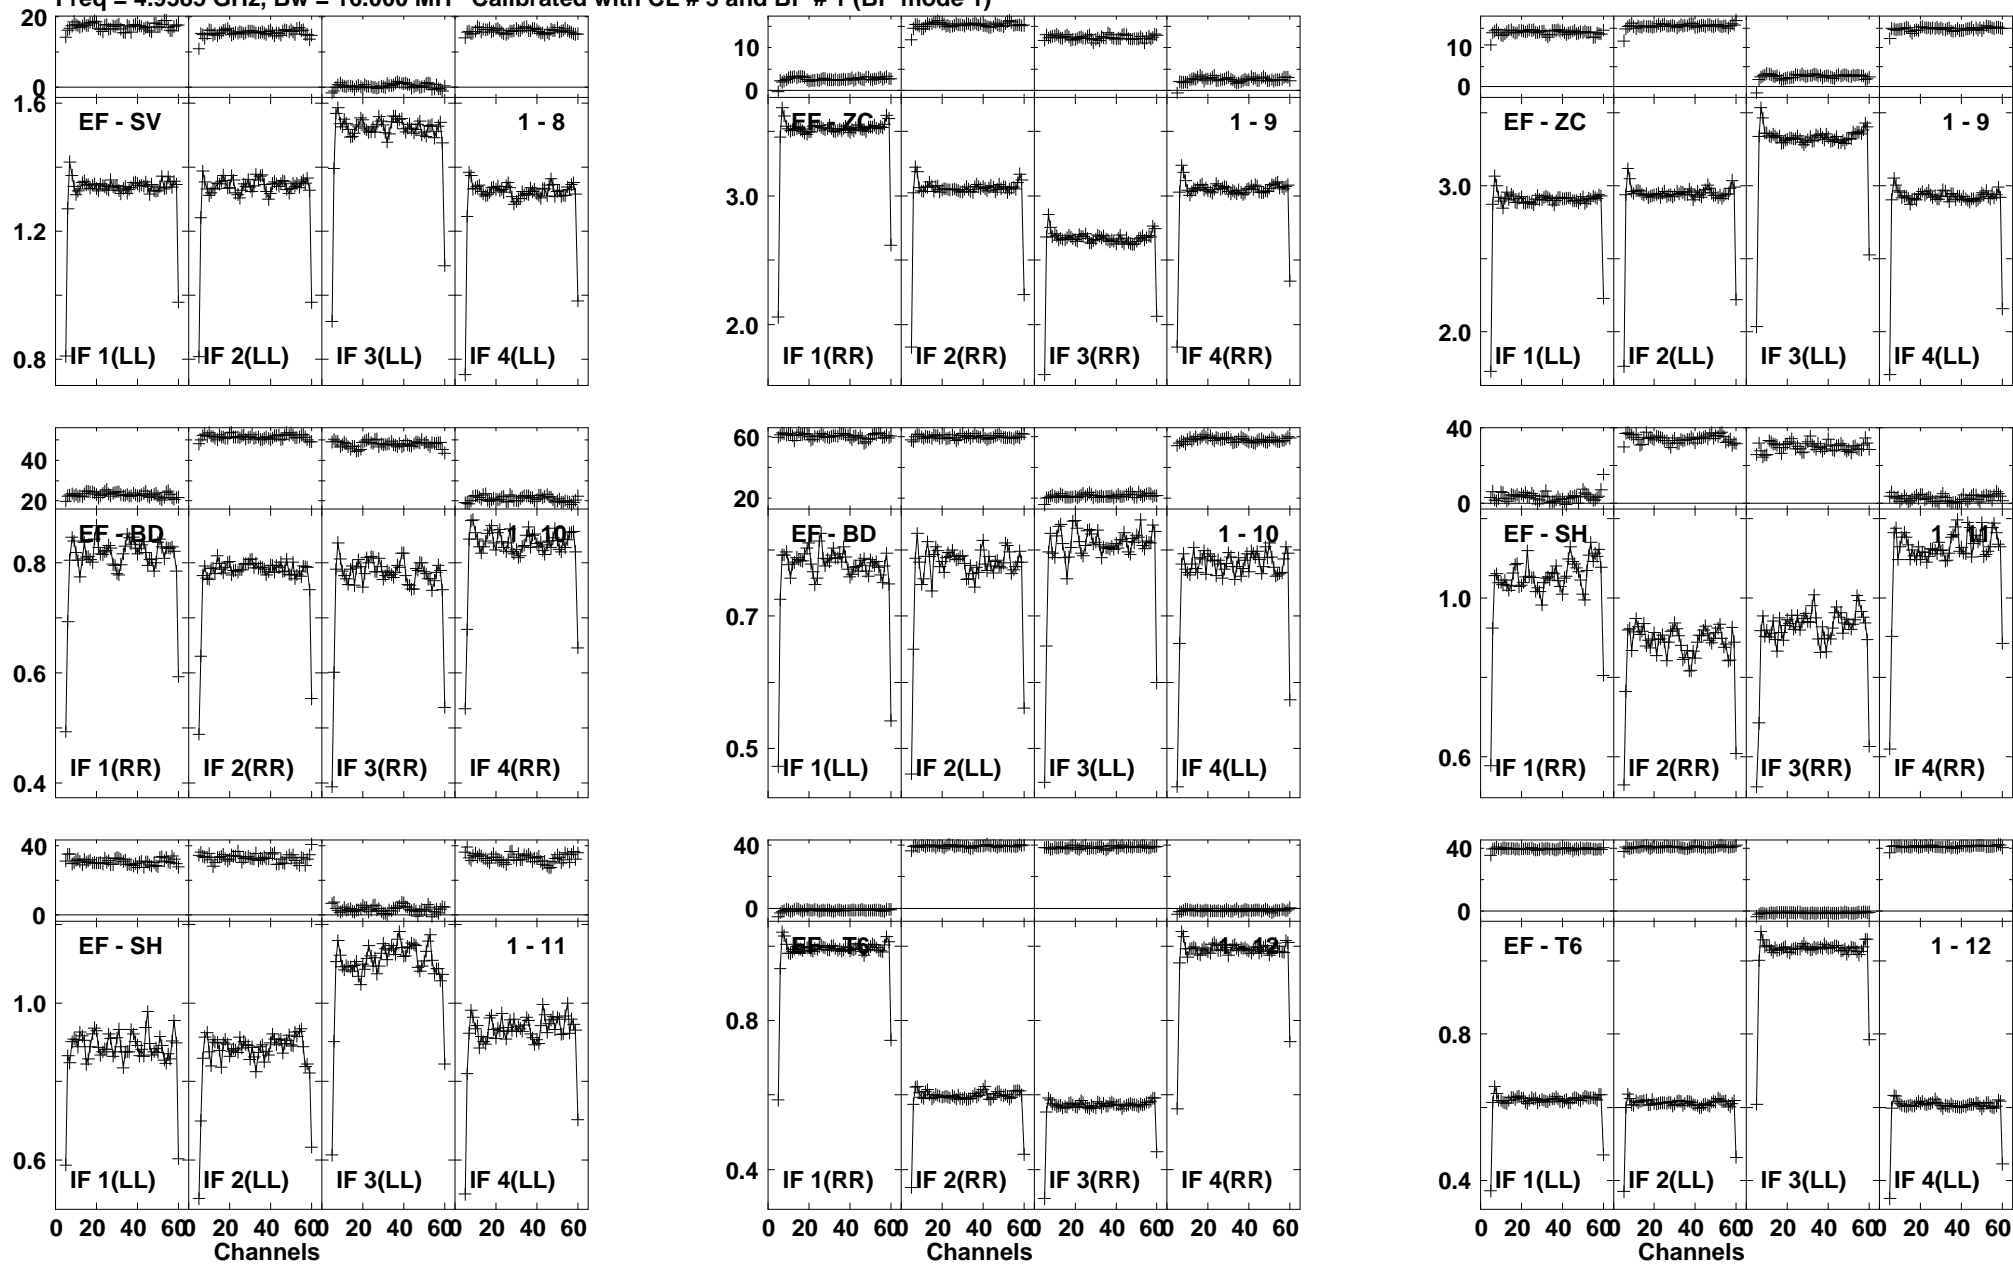 Freq = 4.9585 GHz, Bw = 16.000 MH Calibrated with CL # 3 and BP # 1 (BP mode 1)
20
0
1.6
1.2
0.8
EF - SV
1 - 8
IF 1(LL) IF 2(LL) IF 3(LL) IF 4(LL)
10
0
3.0
2.0
EF - ZC
1 - 9
IF 1(RR) IF 2(RR) IF 3(RR) IF 4(RR)
10
0
3.0
2.0
EF - ZC
1 - 9
IF 1(LL) IF 2(LL) IF 3(LL) IF 4(LL)
40
20
0.8
0.6
0.4
EF - BD
1 - 10
IF 1(RR) IF 2(RR) IF 3(RR) IF 4(RR)
60
20
0.7
0.5
EF - BD
1 - 10
IF 1(LL) IF 2(LL) IF 3(LL) IF 4(LL)
40
20
0
1.0
0.6
EF - SH
1 - 11
IF 1(RR) IF 2(RR) IF 3(RR) IF 4(RR)
40
0
1.0
0.6
EF - SH
1 - 11
IF 1(LL) IF 2(LL) IF 3(LL) IF 4(LL)
0 20 40 60 0 20 40 60 0 20 40 60 0 20 40 60
Channels
40
0
0.8
0.4
EF - T6
1 - 12
IF 1(RR) IF 2(RR) IF 3(RR) IF 4(RR)
0 20 40 60 0 20 40 60 0 20 40 60 0 20 40 60
Channels
40
0
0.8
0.4
EF - T6
1 - 12
IF 1(LL) IF 2(LL) IF 3(LL) IF 4(LL)
0 20 40 60 0 20 40 60 0 20 40 60 0 20 40 60
Channels